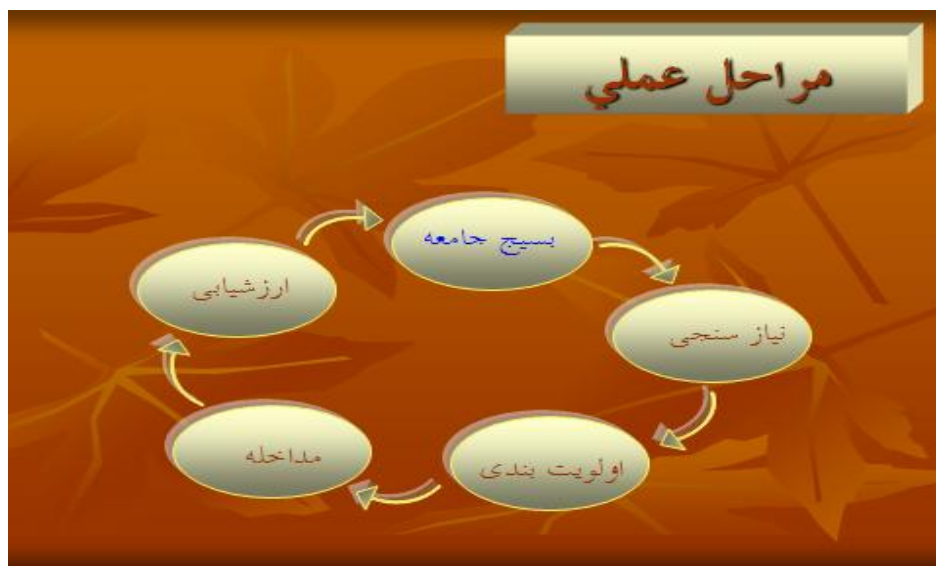 مراحل عملي
بسیج جامعه
نیاز سنجی
اولویت بندی
مداخله
ارزشیابی